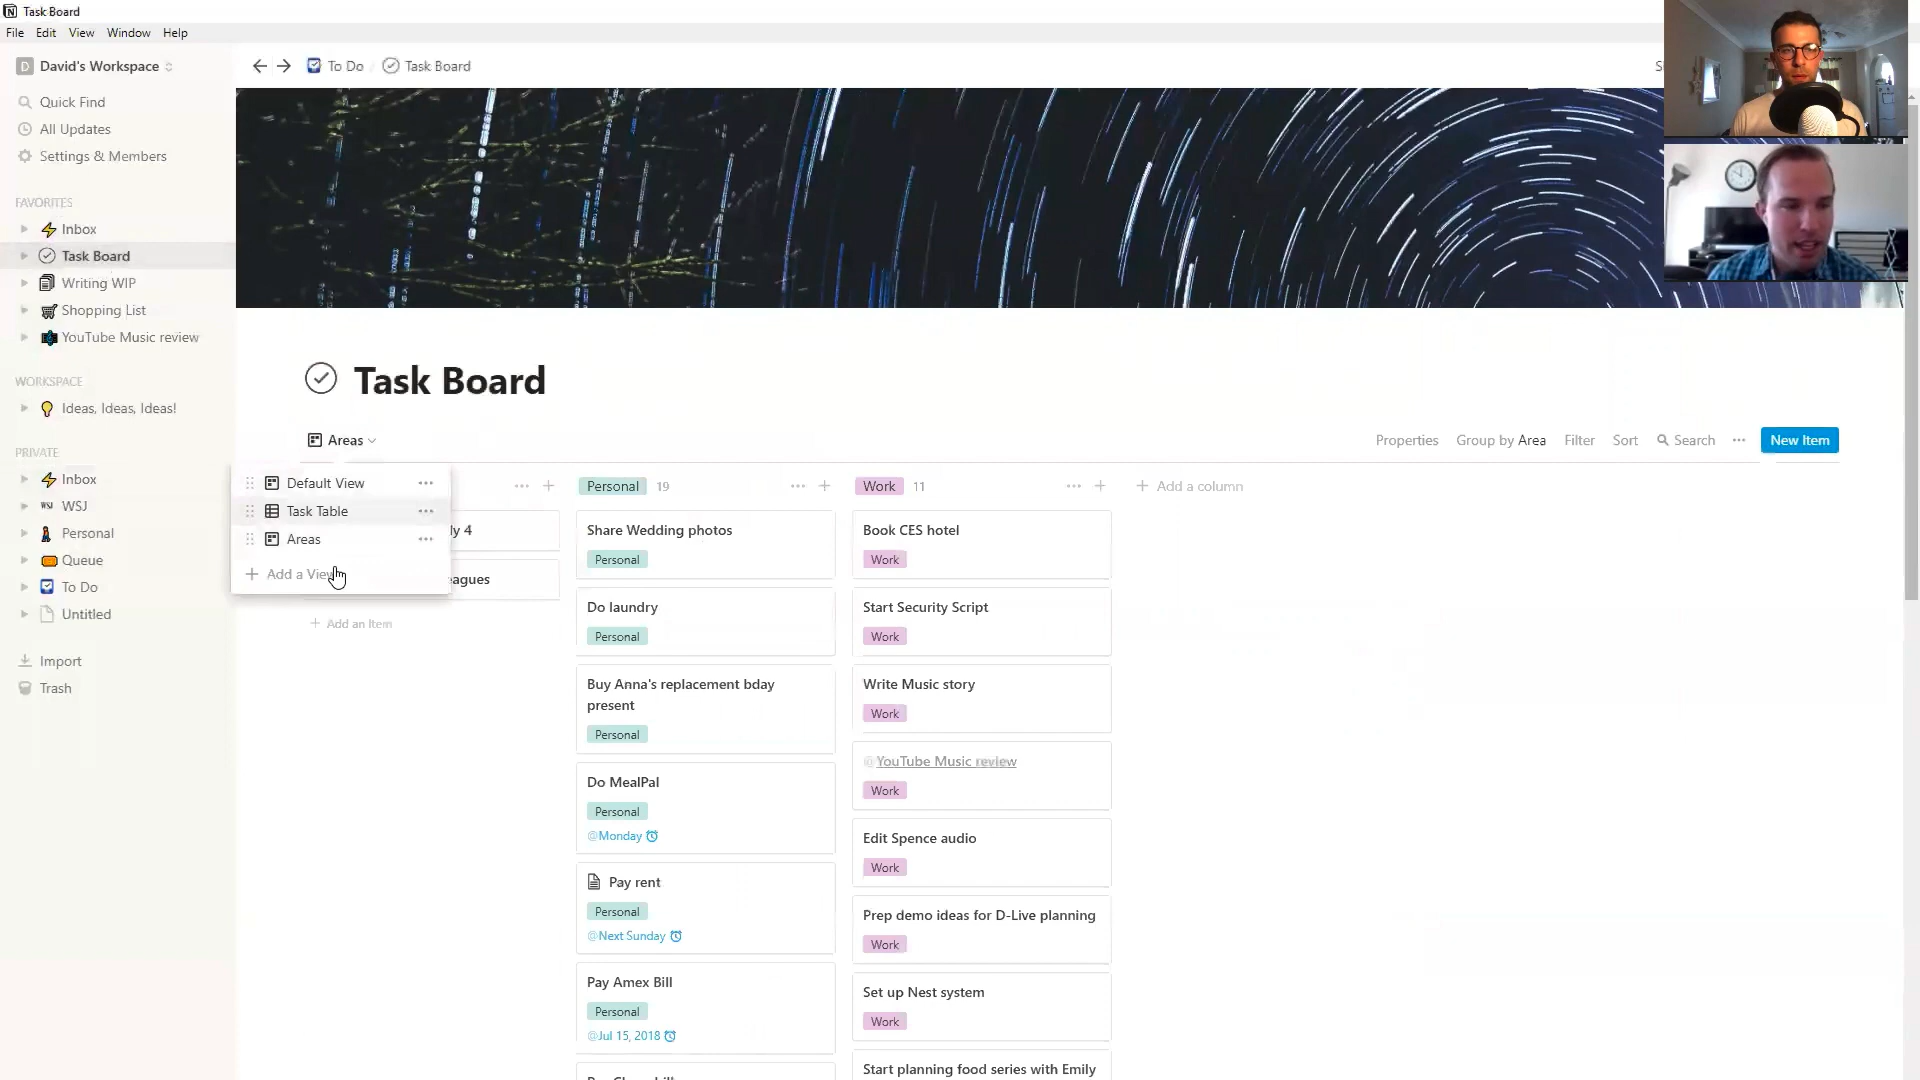 Task Board
File Edit View Window Help
David's Workspace
To Do / Task Board
Quick Find
All Updates
Settings & Members
FAVORITES
Inbox
Task Board
Writing WIP
Shopping List
YouTube Music review
WORKSPACE
Ideas, Ideas, Ideas!
PRIVATE
Inbox
WSJ WSJ
Personal
Queue
To Do
Untitled
Import
Trash
Task Board
Areas
Properties Group by Area Filter Sort Search ••• New Item
Default View •••
Task Table •••
Areas •••
+ Add a View
••• +
ly 4
eagues
+ Add an Item
Personal 19 ••• +
Share Wedding photos
Personal
Do laundry
Personal
Buy Anna's replacement bday
present
Personal
Do MealPal
Personal
@Monday
Pay rent
Personal
@Next Sunday
Pay Amex Bill
Personal
@Jul 15, 2018
Work 11 ••• +
Book CES hotel
Work
Start Security Script
Work
Write Music story
Work
@YouTube Music review
Work
Edit Spence audio
Work
Prep demo ideas for D-Live planning
Work
Set up Nest system
Work
Start planning food series with Emily
+ Add a column